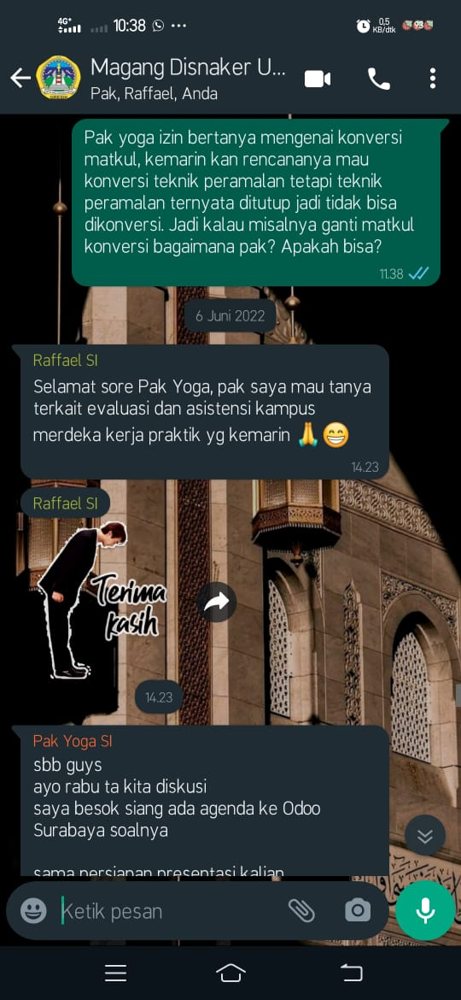 4G+
10:38
0,5
KB/dtk
Magang Disnaker U...
Pak, Raffael, Anda
Pak yoga izin bertanya mengenai konversi
matkul, kemarin kan rencananya mau
konversi teknik peramalan tetapi teknik
peramalan ternyata ditutup jadi tidak bisa
dikonversi. Jadi kalau misalnya ganti matkul
konversi bagaimana pak? Apakah bisa?
11.38
6 Juni 2022
Raffael SI
Selamat sore Pak Yoga, pak saya mau tanya
terkait evaluasi dan asistensi kampus
merdeka kerja praktik yg kemarin 🙏😁
14.23
Raffael SI
Terima
kasih
14.23
Pak Yoga SI
sbb guys
ayo rabu ta kita diskusi
saya besok siang ada agenda ke Odoo
Surabaya soalnya
sama persiapan presentasi kalian
Ketik pesan